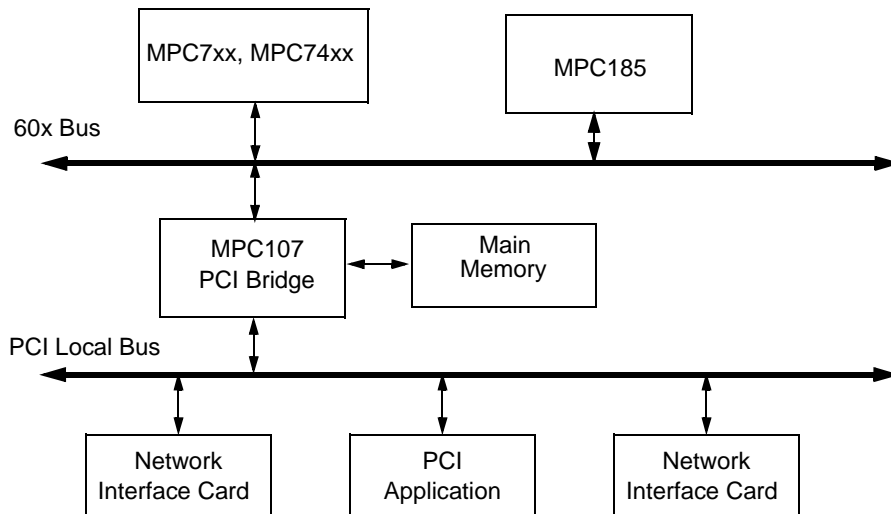 MPC7xx, MPC74xx
MPC185
60x Bus
MPC107
PCI Bridge
Main
Memory
PCI Local Bus
Network
Interface Card
PCI
Application
Network
Interface Card